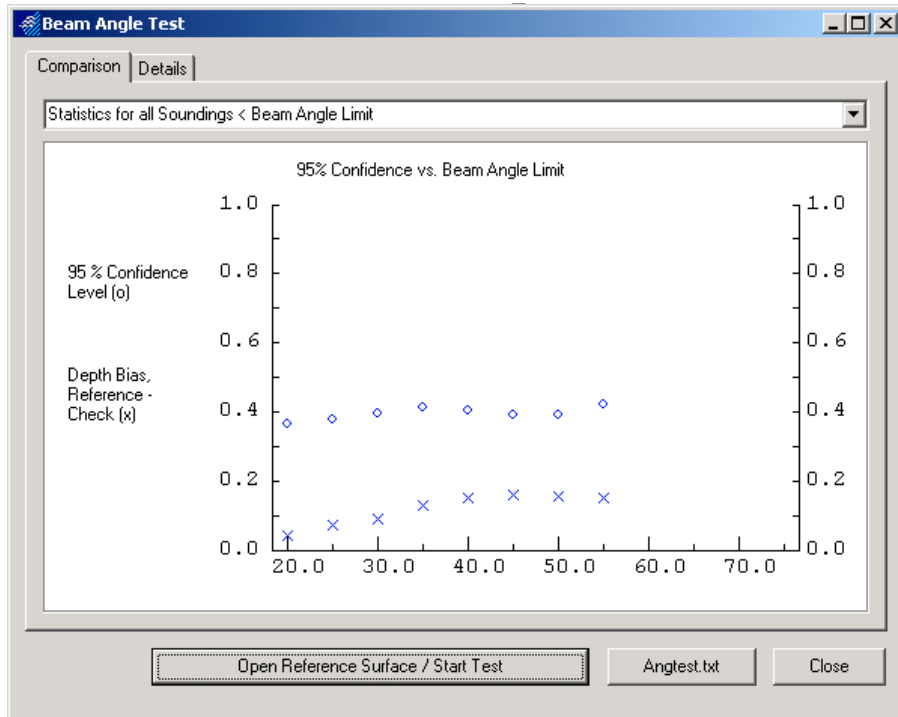 Beam Angle Test
Comparison
Details
Statistics for all Soundings < Beam Angle Limit
95% Confidence vs. Beam Angle Limit
1.0
1.0
95 % Confidence
Level (o)
0.8
0.8
0.6
0.6
Depth Bias,
Reference -
Check (x)
0.4
0.4
0.2
0.2
0.0
0.0
20.0 30.0 40.0 50.0 60.0 70.0
Open Reference Surface / Start Test
Angtest.txt
Close